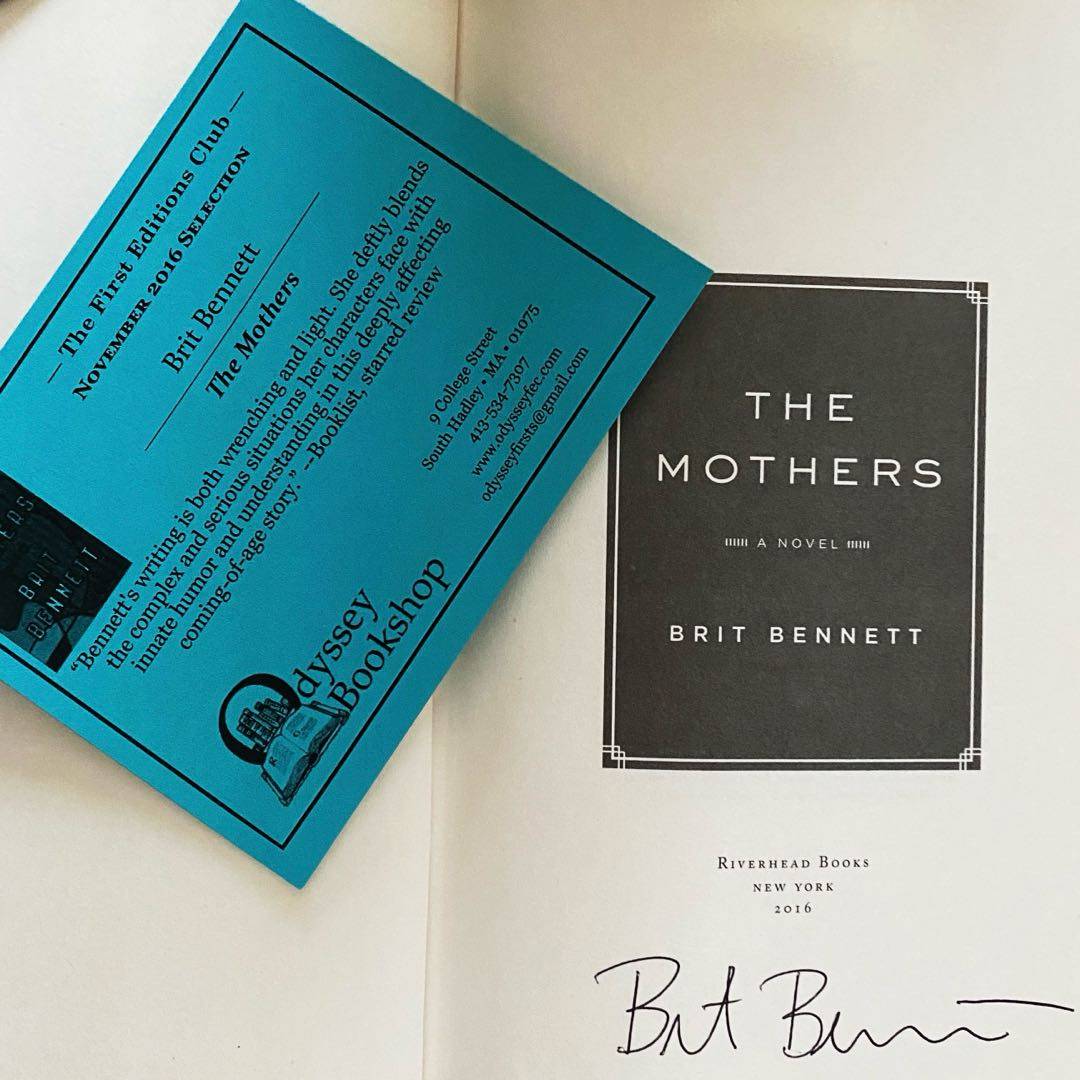 — The First Editions Club —
November 2016 Selection
Brit Bennett
The Mothers
“Bennett's writing is both wrenching and light. She deftly blends
the complex and serious situations her characters face with
innate humor and understanding in this deeply affecting
coming-of-age story.” --Booklist, starred review
9 College Street
South Hadley • MA • 01075
413-534-7307
www.odysseyfec.com
odysseyfirsts@gmail.com
Odyssey
Bookshop
BRIT
BENNETT
THE
MOTHERS
A NOVEL
BRIT BENNETT
Riverhead Books
NEW YORK
2016
Brit Bennett